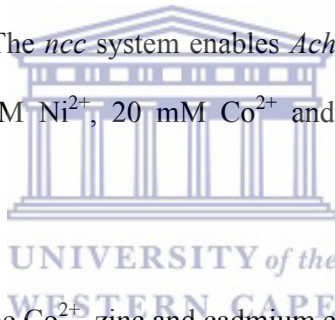 The ncc system enables Ach
M Ni²⁺, 20 mM Co²⁺ and
UNIVERSITY of the
WESTERN CAPE
Co²⁺, zinc and cadmium